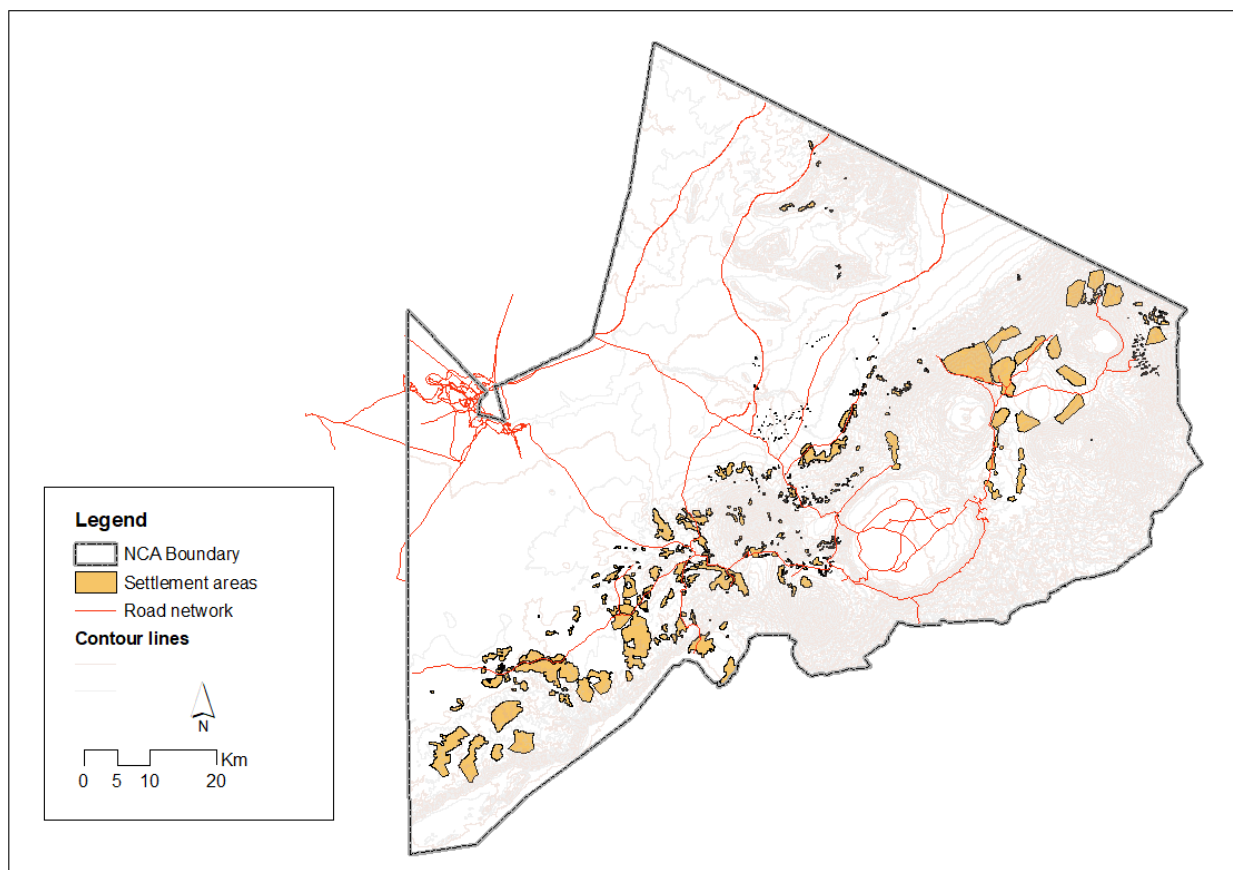 Legend
NCA Boundary
Settlement areas
Road network
Contour lines
N
Km
0 5 10 20